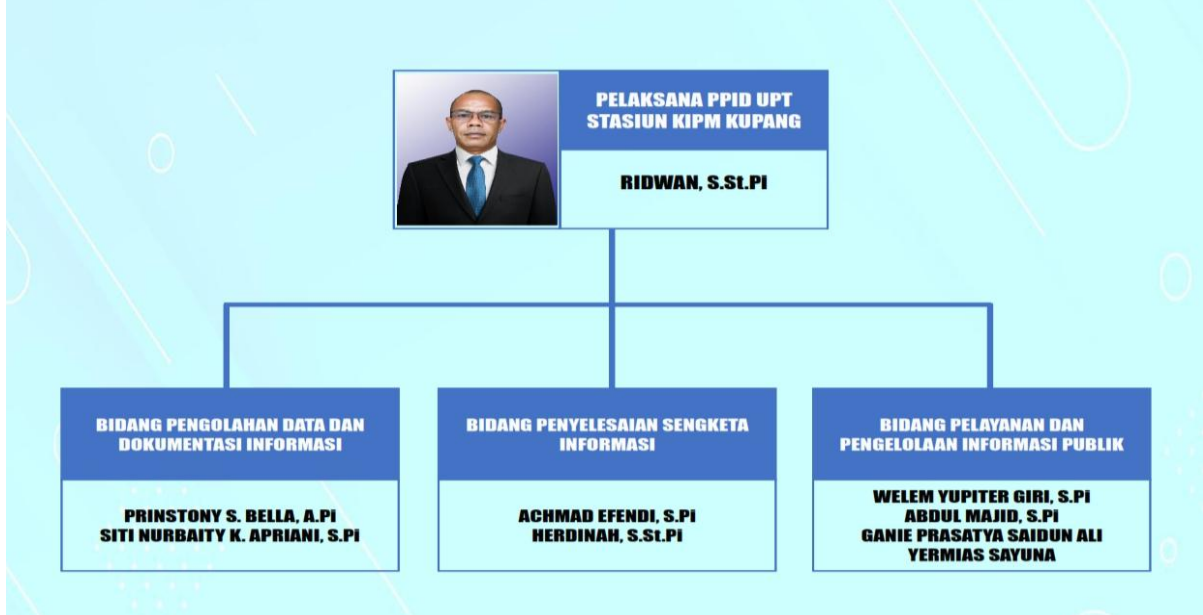 PELAKSANA PPID UPT
STASIUN KIPM KUPANG
RIDWAN, S.St.Pi
BIDANG PENGOLAHAN DATA DAN
DOKUMENTASI INFORMASI
PRINSTONY S. BELLA, A.Pi
SITI NURBAITY K. APRIANI, S.Pi
BIDANG PENYELESAIAN SENGKETA
INFORMASI
ACHMAD EFENDI, S.Pi
HERDINAH, S.St.Pi
BIDANG PELAYANAN DAN
PENGELOLAAN INFORMASI PUBLIK
WELEM YUPITER GIRI, S.Pi
ABDUL MAJID, S.Pi
GANIE PRASATYA SAIDUN ALI
YERMIAS SAYUNA